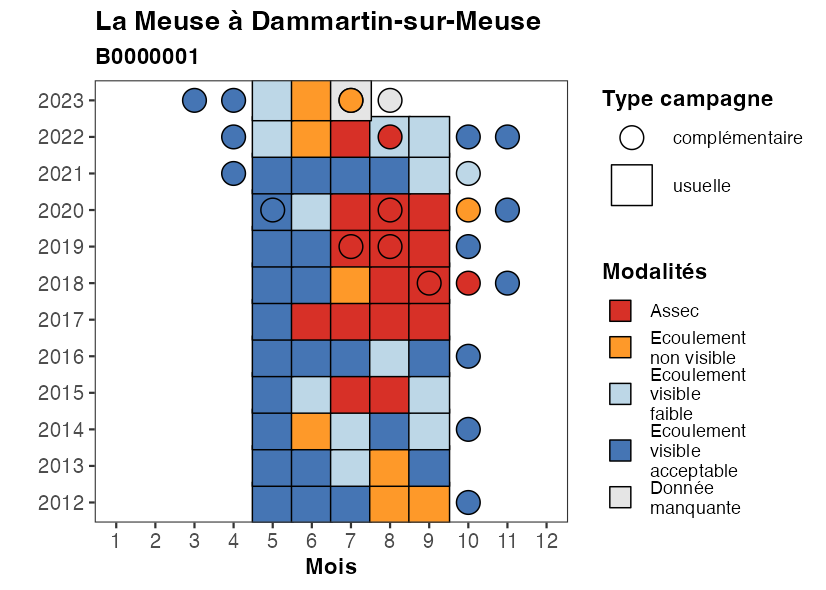 La Meuse à Dammartin-sur-Meuse
B0000001
2023
2022
2021
2020
2019
2018
2017
2016
2015
2014
2013
2012
1 2 3 4 5 6 7 8 9 10 11 12
Mois
Type campagne
complémentaire
usuelle
Modalités
Assec
Ecoulement
non visible
Ecoulement
visible
faible
Ecoulement
visible
acceptable
Donnée
manquante